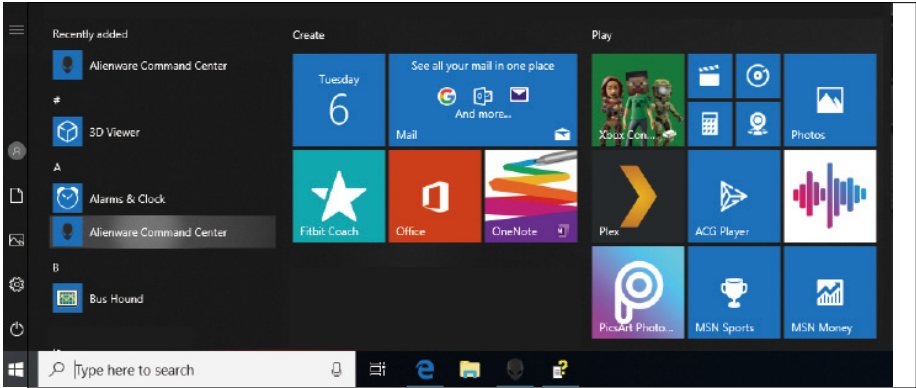 Recently added
Alienware Command Center
#
3D Viewer
A
Alarms & Clock
Alienware Command Center
B
Bus Hound
Create
Tuesday
6
See all your mail in one place
And more...
Mail
Fitbit Coach
Office
OneNote
Play
Xbox Con...
Photos
Plex
ACG Player
PicsArt Photo...
MSN Sports
MSN Money
Type here to search